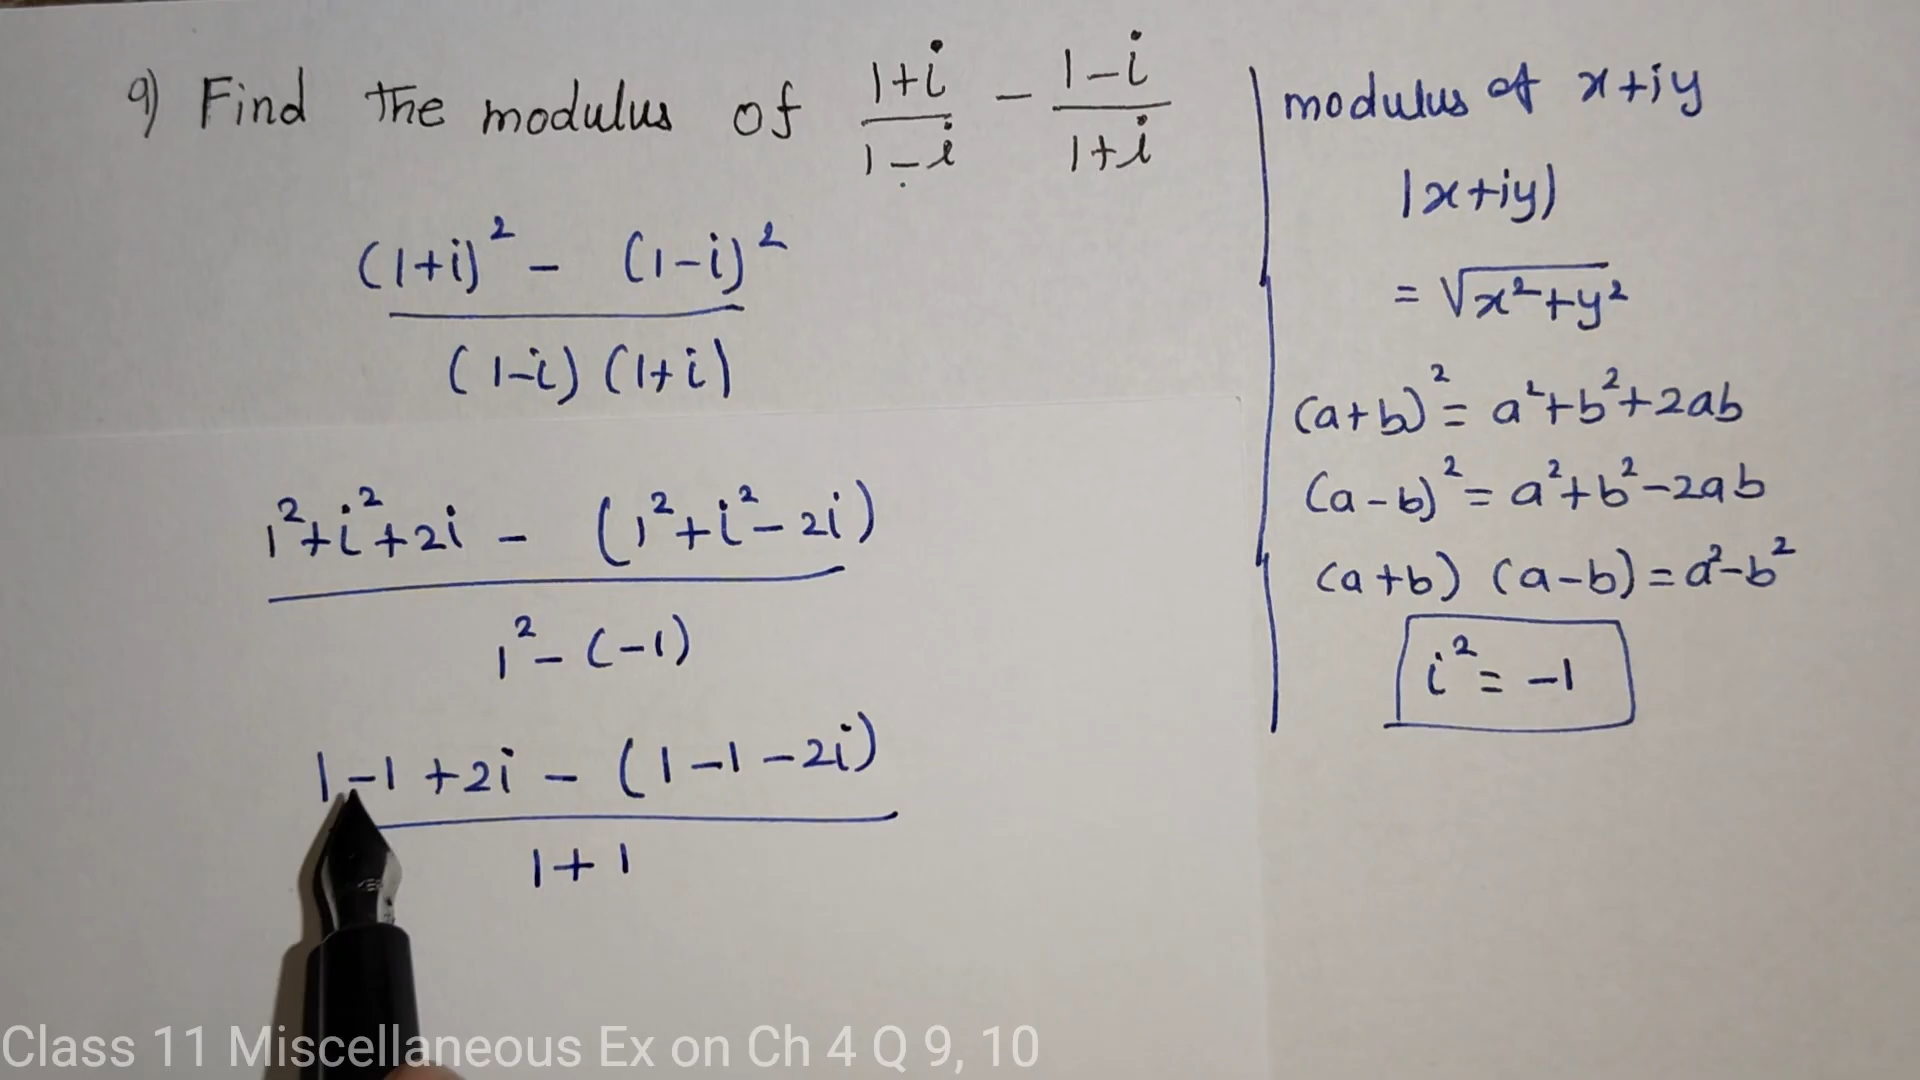 9) Find the modulus of (1+i)/(1-i) - (1-i)/(1+i)
(1+i)² - (1-i)²
(1-i) (1+i)
1²+i²+2i - (1²+i²-2i)
1² - (-1)
1-1+2i - (1-1-2i)
1+1
modulus of x+iy
|x+iy|
= √x²+y²
(a+b)² = a²+b²+2ab
(a-b)² = a²+b²-2ab
(a+b) (a-b) = a²-b²
i² = -1
Class 11 Miscellaneous Ex on Ch 4 Q 9, 10